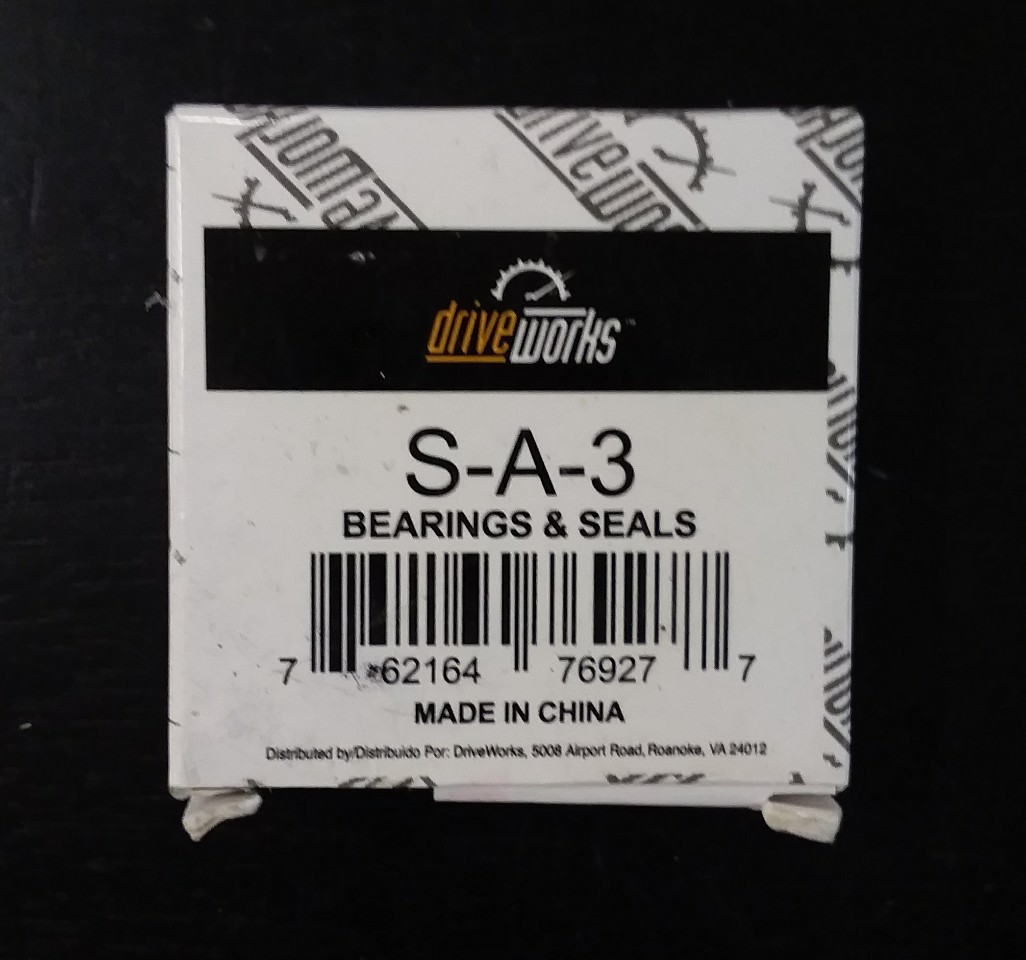 driveworks
driveworks™
S-A-3
BEARINGS & SEALS
7 62164 76927 7
MADE IN CHINA
Distributed by/Distribuido Por: DriveWorks, 5008 Airport Road, Roanoke, VA 24012